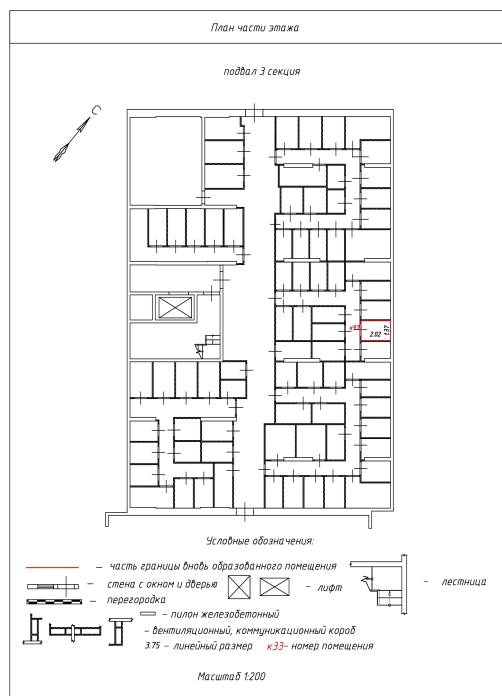 План части этажа
подвал 3 секция
С
2.02
1.37
Условные обозначения:
— часть границы вновь образованного помещения
— стена с окном и дверью
— лифт
— лестница
— перегородка
— пилон железобетонный
— вентиляционный, коммуникационный короб
3.75 — линейный размер к33— номер помещения
Масштаб 1:200